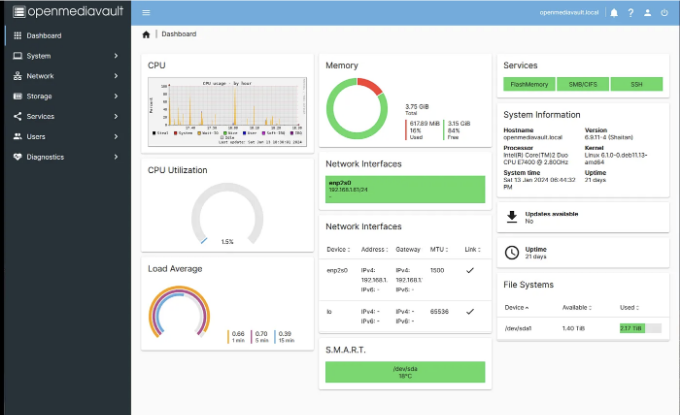 openmediavault
openmediavault.local
Dashboard
System
Network
Storage
Services
Users
Diagnostics
Dashboard
CPU
CPU usage - by hour
Percent
17:00 18:00
Last update: Sat Jan 13 18:30:01 2024
CPU Utilization
1.5%
Load Average
0.66 0.70 0.39
1 min 5 min 15 min
Memory
3.75 GiB
Total
617.69 MiB 3.15 GiB
16% 84%
Used Free
Network Interfaces
enp2s0
-
Network Interfaces
Device Address Gateway MTU Link
enp2s0 IPv4: IPv4: 1500
192.168.1. 192.168.1.
IPv6: - IPv6: -
lo IPv4: - IPv4: - 65536
IPv6: - IPv6: -
S.M.A.R.T.
/dev/sda
18°C
Services
FlashMemory SMB/CIFS SSH
System Information
Hostname Version
openmediavault.local 6.9.11-4 (Shaitan)
Processor Kernel
Intel(R) Core(TM)2 Duo Linux 6.1.0-0.deb11.13-
CPU E7400 @ 2.80GHz amd64
System time Uptime
Sat 13 Jan 2024 06:44:32 21 days
PM
Updates available
No
Uptime
21 days
File Systems
Device Available Used
/dev/sda1 1.40 TiB 2.17 TiB